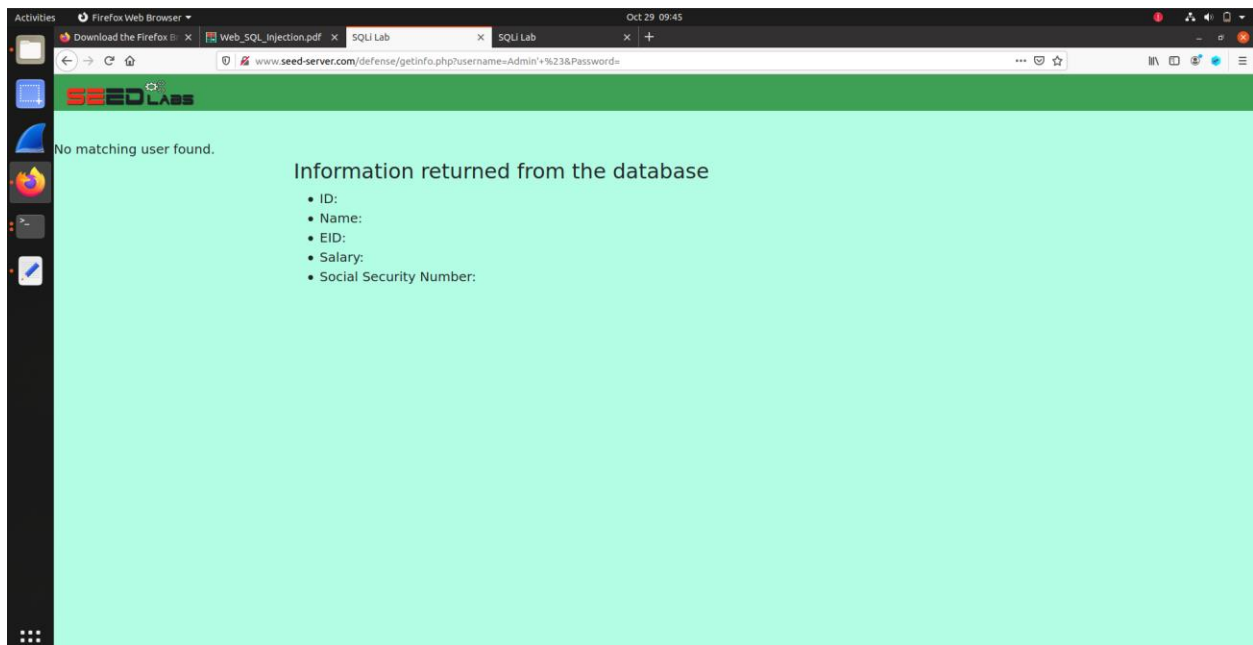 Activities Firefox Web Browser Oct 29 09:45
Download the Firefox Br Web_SQL_Injection.pdf SQLi Lab SQLi Lab
www.seed-server.com/defense/getinfo.php?username=Admin'+%23&Password=
SEED LABS
No matching user found.
Information returned from the database
• ID:
• Name:
• EID:
• Salary:
• Social Security Number: